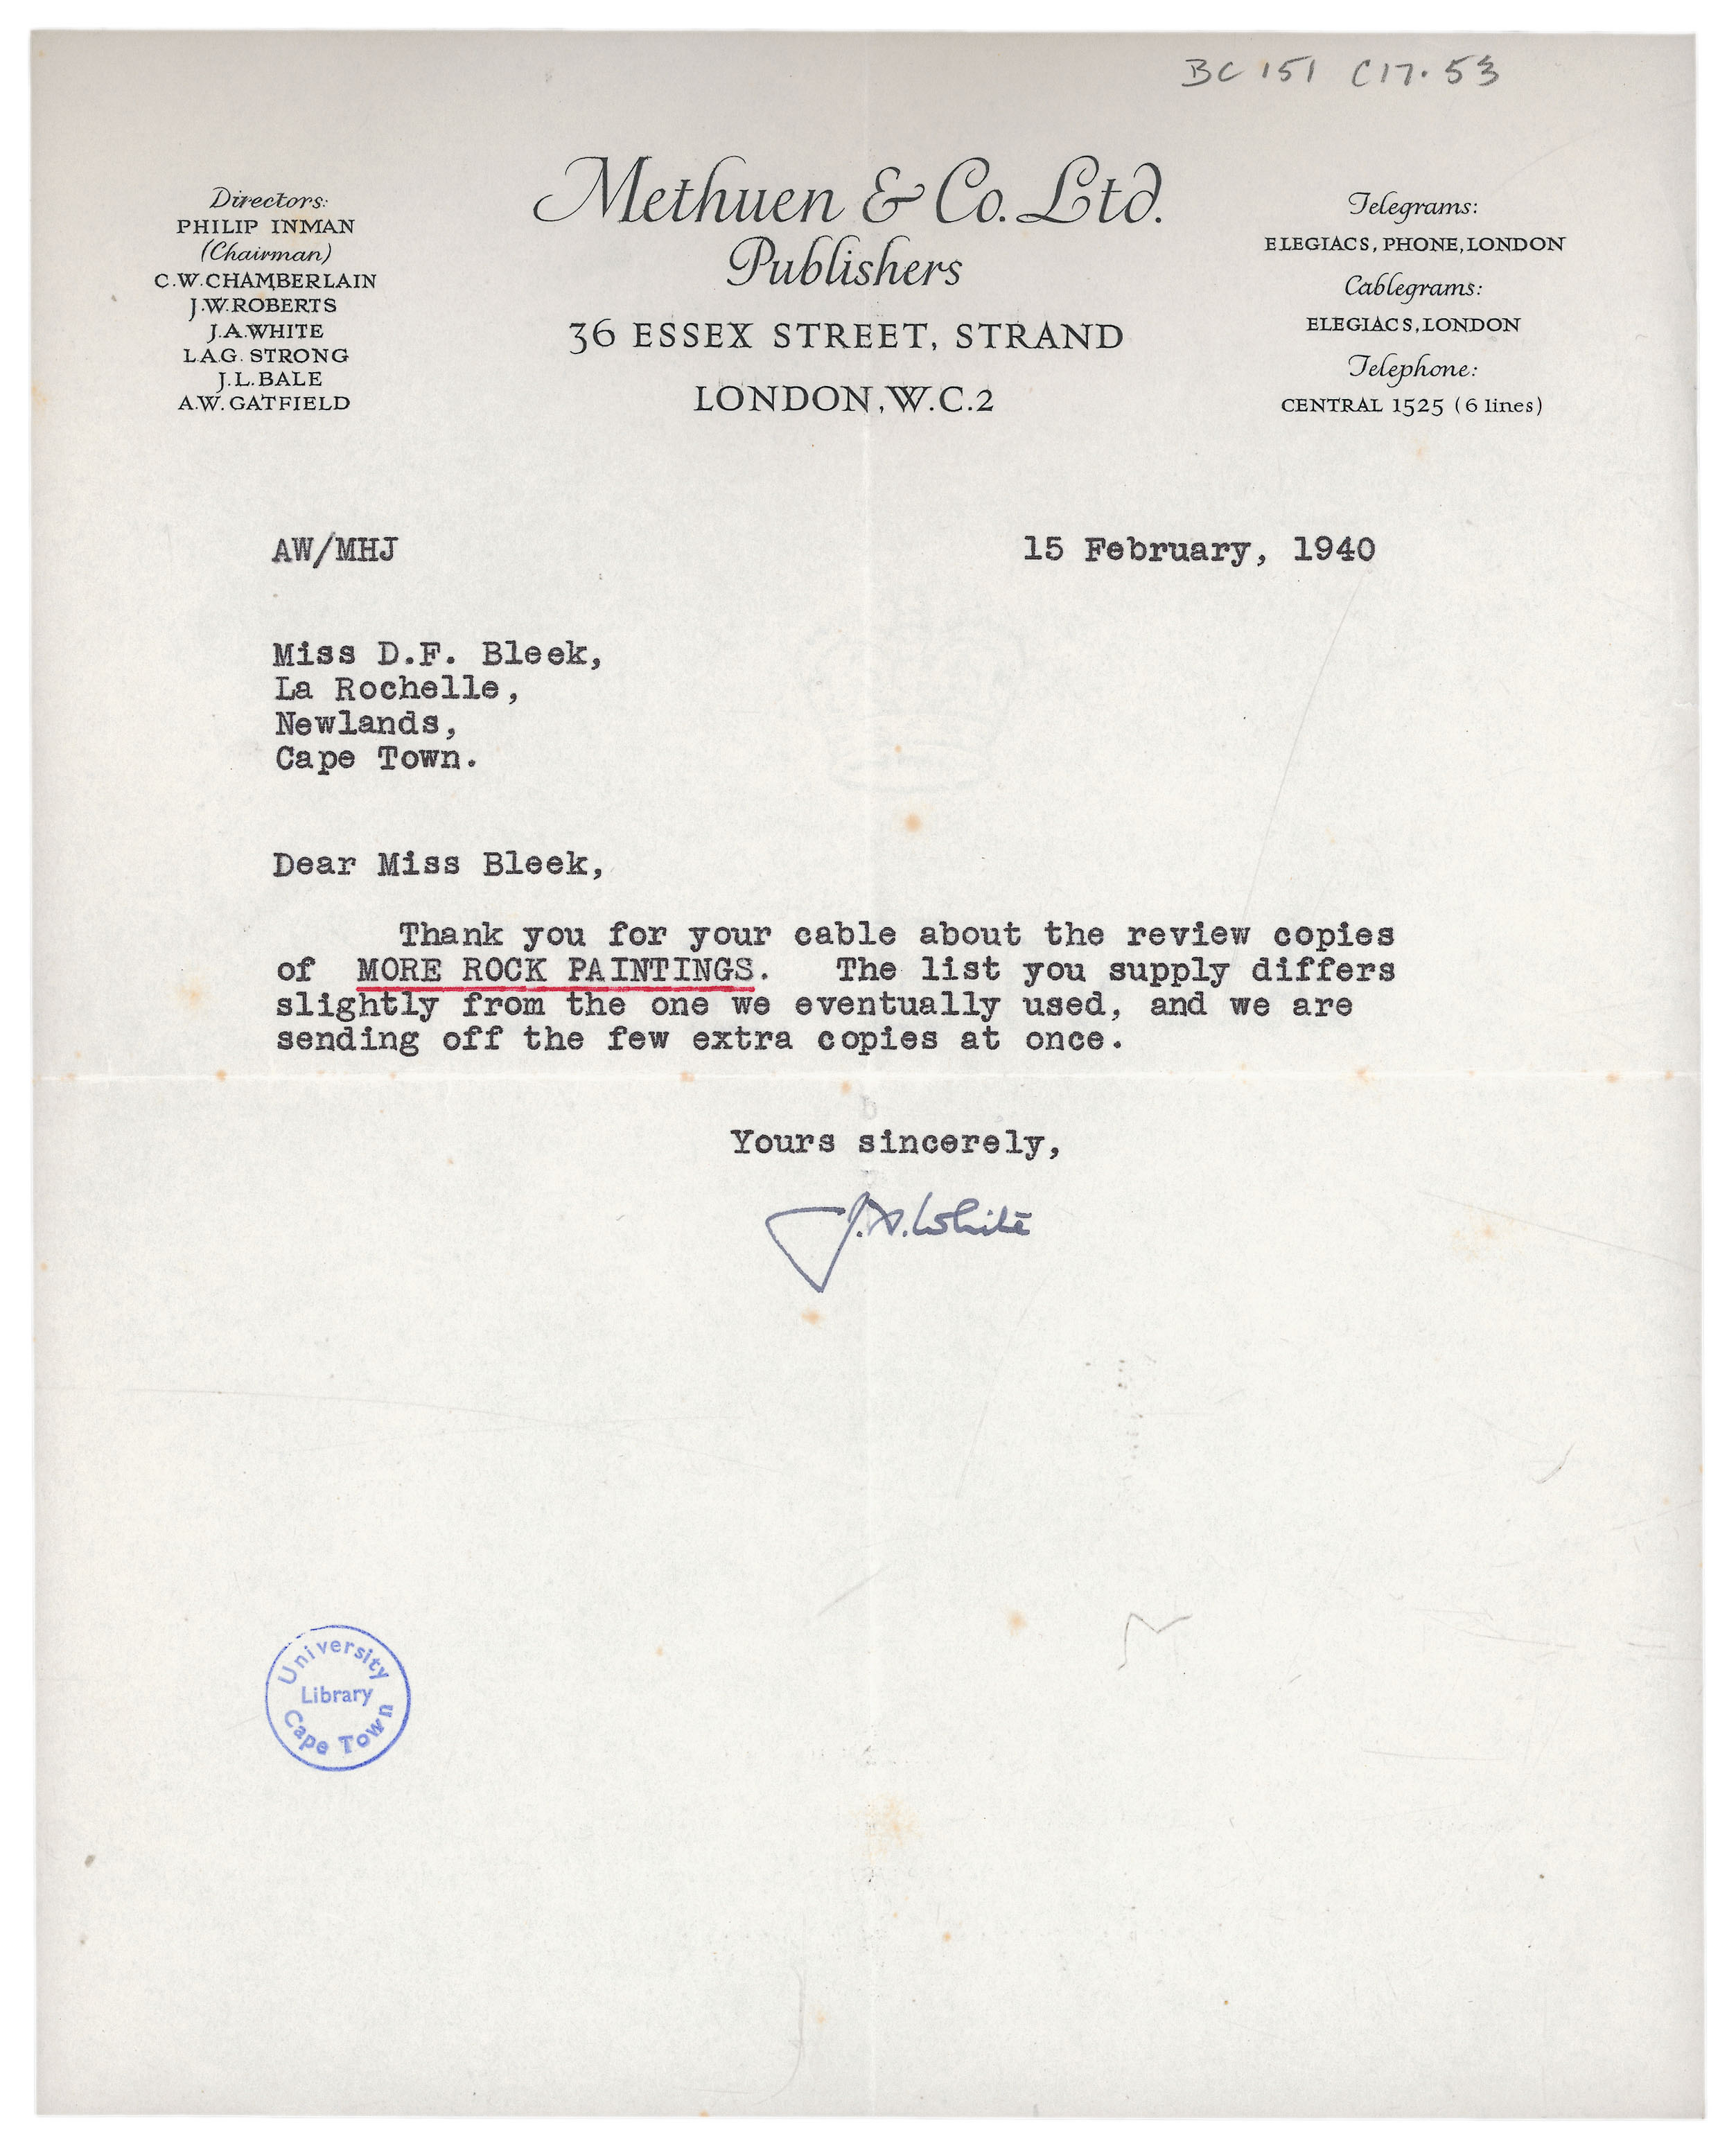 BC 151 C17.53
Directors:
PHILIP INMAN
(Chairman)
C.W.CHAMBERLAIN
J.W.ROBERTS
J.A.WHITE
L.A.G. STRONG
J.L.BALE
A.W.GATFIELD
Methuen & Co. Ltd.
Publishers
36 ESSEX STREET, STRAND
LONDON, W.C.2
Telegrams:
ELEGIACS, PHONE, LONDON
Cablegrams:
ELEGIACS, LONDON
Telephone:
CENTRAL 1525 (6 lines)
AW/MHJ
15 February, 1940
Miss D.F. Bleek,
La Rochelle,
Newlands,
Cape Town.
Dear Miss Bleek,
Thank you for your cable about the review copies
of MORE ROCK PAINTINGS. The list you supply differs
slightly from the one we eventually used, and we are
sending off the few extra copies at once.
Yours sincerely,
J.A.White
University
Library
Cape Town